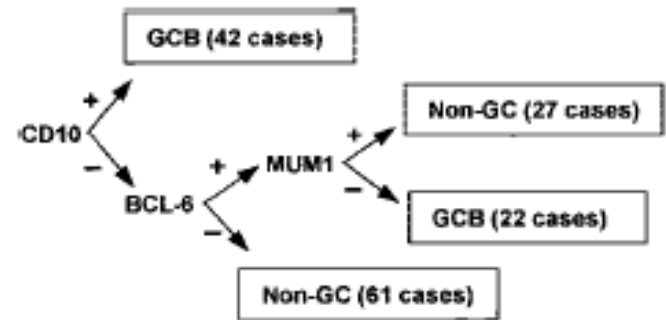 GCB (42 cases)
+
Non-GC (27 cases)
CD10
+
−
+
MUM1
−
BCL-6
GCB (22 cases)
−
Non-GC (61 cases)